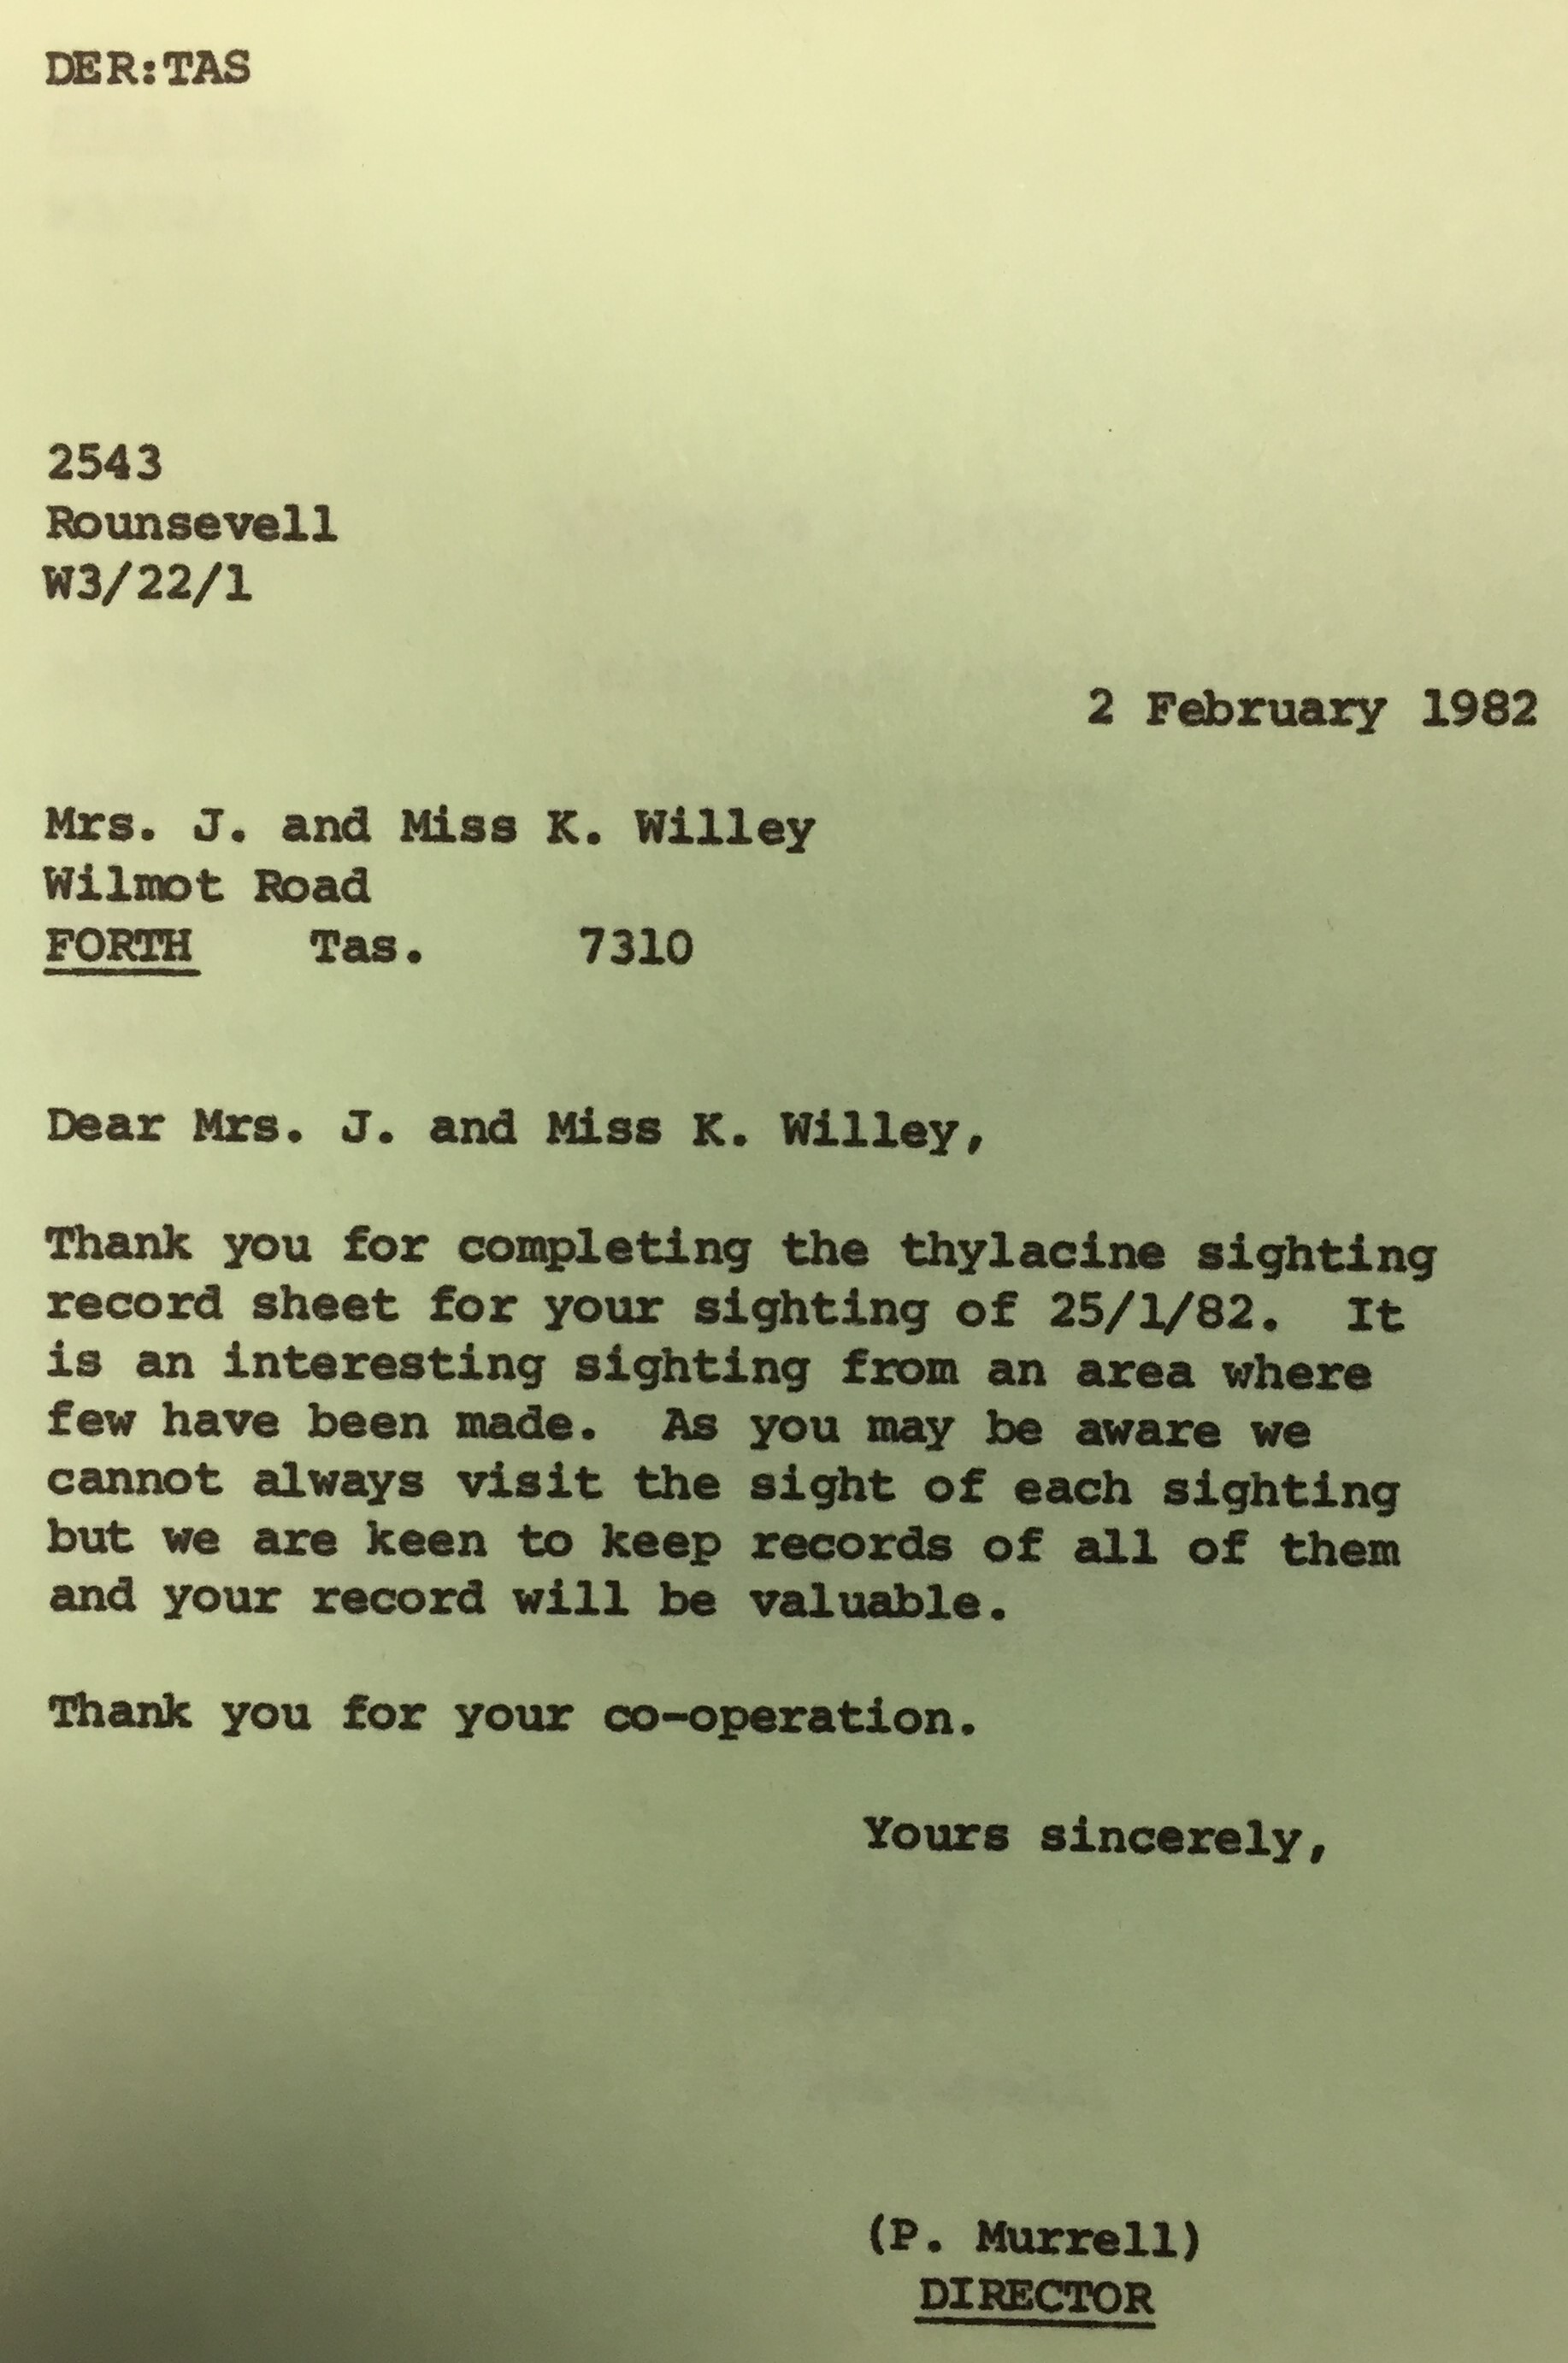 DER:TAS
2543
Rounsevell
W3/22/1
2 February 1982
Mrs. J. and Miss K. Willey
Wilmot Road
FORTH Tas. 7310
Dear Mrs. J. and Miss K. Willey,
Thank you for completing the thylacine sighting
record sheet for your sighting of 25/1/82. It
is an interesting sighting from an area where
few have been made. As you may be aware we
cannot always visit the sight of each sighting
but we are keen to keep records of all of them
and your record will be valuable.
Thank you for your co-operation.
Yours sincerely,
(P. Murrell)
DIRECTOR